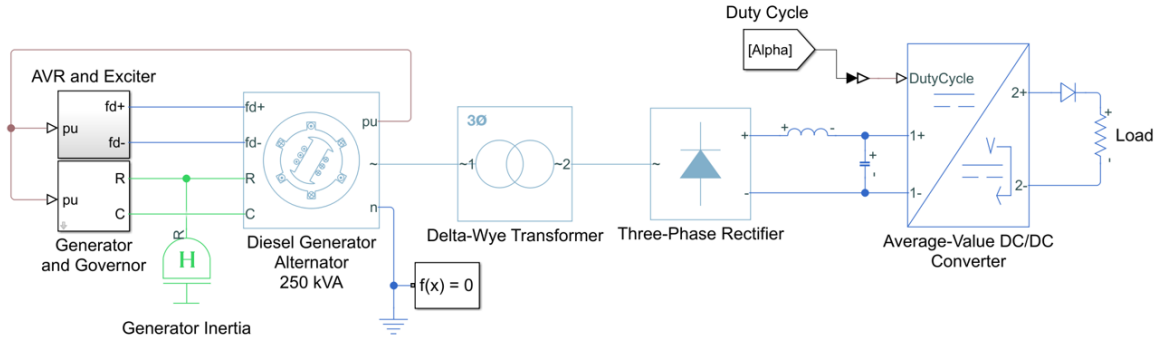 Duty Cycle
[Alpha]
AVR and Exciter
fd+
pu
fd-
R
pu
C
Generator
and Governor
R
H
Generator Inertia
fd+
pu
fd-
~
R
n
C
Diesel Generator
Alternator
250 kVA
f(x) = 0
3Ø
~1
~2
Delta-Wye Transformer
+
~
-
Three-Phase Rectifier
+
-
+
-
DutyCycle
2+
1+
V
1-
2-
Average-Value DC/DC
Converter
+
Load
-